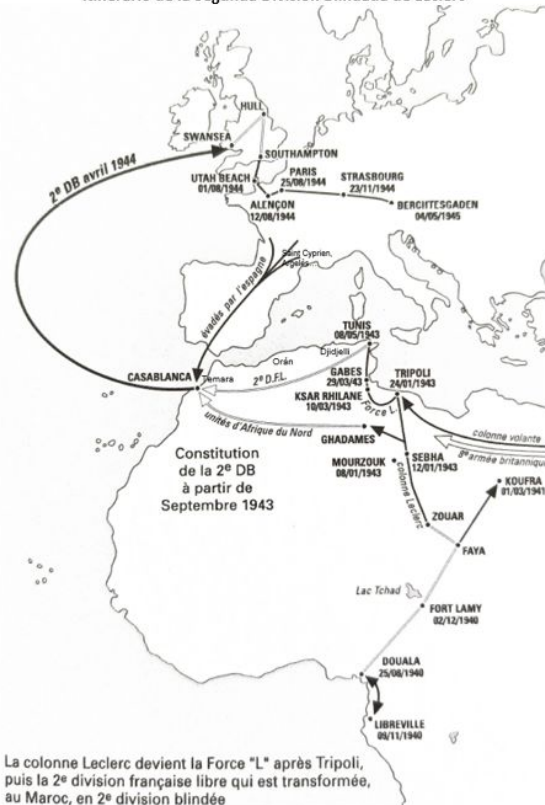 Itinéraire de la Segunda División Blindada de Leclerc
HULL
SWANSEA
SOUTHAMPTON
2ᵉ DB avril 1944
UTAH BEACH
01/08/1944
PARIS
25/08/1944
STRASBOURG
23/11/1944
ALENÇON
12/08/1944
BERCHTESGADEN
04/05/1945
Saint Cyprien,
Argelès...
évadés par l'espagne
TUNIS
08/05/1943
Orán
Djidjelli
CASABLANCA
Temara
2ᵉ D.F.L.
GABES
29/03/43
TRIPOLI
24/01/1943
KSAR RHILANE
10/03/1943
Force L.
unités d'Afrique du Nord
GHADAMES
colonne volante
8ᵉ armée britannique
Constitution
de la 2ᵉ DB
à partir de
Septembre 1943
MOURZOUK
08/01/1943
SEBHA
12/01/1943
colonne Leclerc
KOUFRA
01/03/1941
ZOUAR
FAYA
Lac Tchad
FORT LAMY
02/12/1940
DOUALA
25/08/1940
LIBREVILLE
09/11/1940
La colonne Leclerc devient la Force "L" après Tripoli,
puis la 2ᵉ division française libre qui est transformée,
au Maroc, en 2ᵉ division blindée